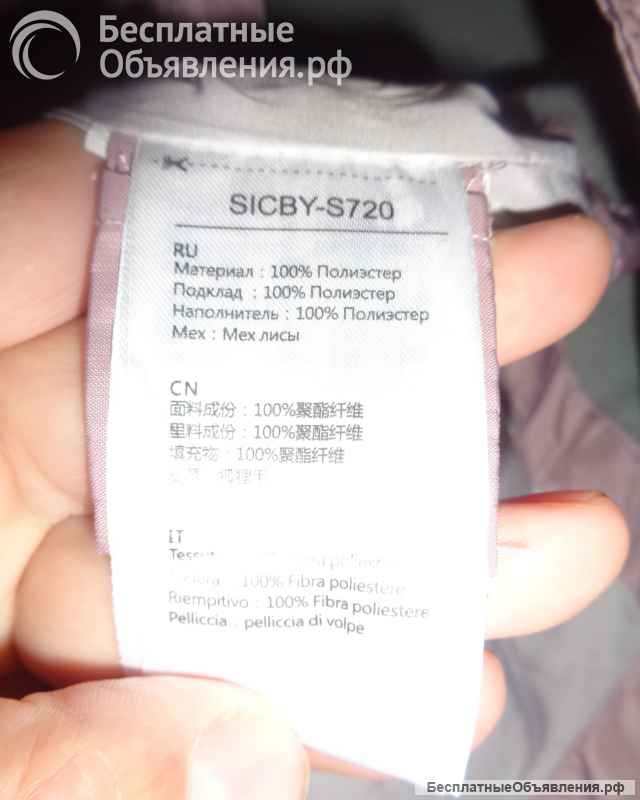 Бесплатные
Объявления.рф
SICBY-S720
RU
Материал : 100% Полиэстер
Подклад : 100% Полиэстер
Наполнитель : 100% Полиэстер
Мех : Мех лисы
CN
面料成份 : 100%聚酯纤维
里料成份 : 100%聚酯纤维
填充物 : 100%聚酯纤维
IT
100% Fibra poliestere
Riempitivo : 100% Fibra poliestere
Pelliccia : pelliccia di volpe
БесплатныеОбъявления.рф